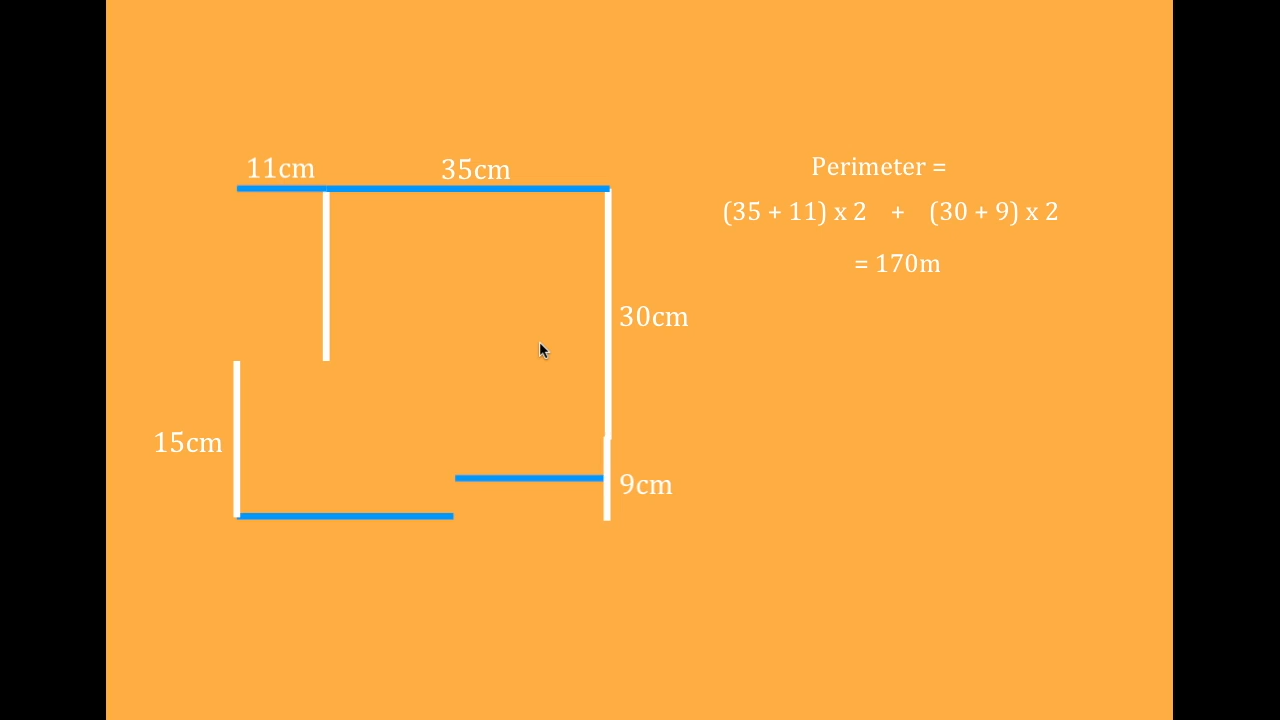 11cm
35cm
Perimeter =
(35 + 11) x 2 + (30 + 9) x 2
= 170m
30cm
15cm
9cm